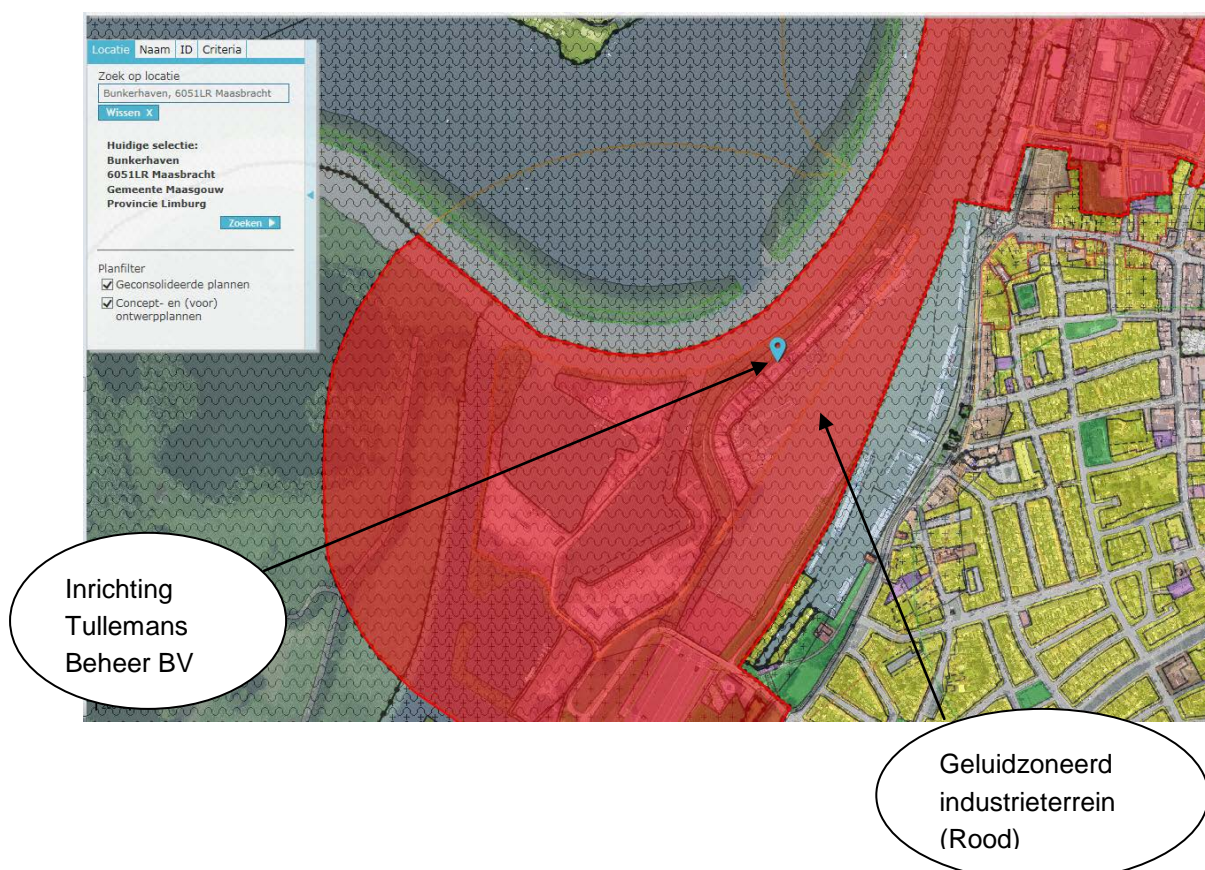 Locatie Naam ID Criteria
Zoek op locatie
Bunkerhaven, 6051LR Maasbracht
Wissen X
Huidige selectie:
Bunkerhaven
6051LR Maasbracht
Gemeente Maasgouw
Provincie Limburg
Zoeken
Planfilter
Geconsolideerde plannen
Concept- en (voor)
ontwerpplannen
Inrichting
Tullemans
Beheer BV
Geluidzoneerd
industrieterrein
(Rood)